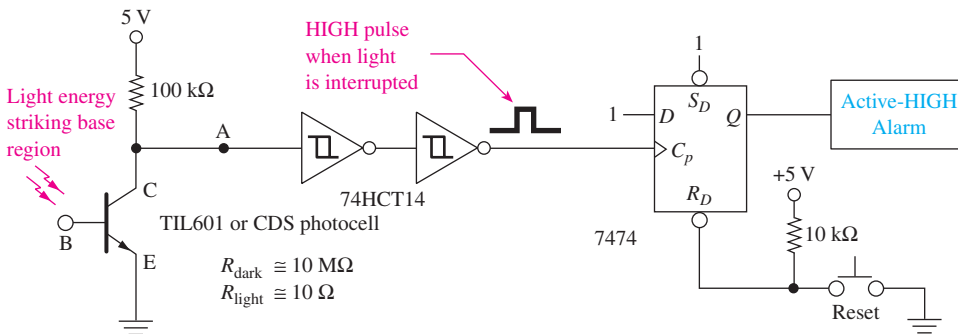 5 V
100 kΩ
Light energy
striking base
region
A
C
B
E
TIL601 or CDS photocell
R_dark ≅ 10 MΩ
R_light ≅ 10 Ω
74HCT14
HIGH pulse
when light
is interrupted
1
S_D
1
D
Q
C_p
R_D
7474
Active-HIGH
Alarm
+5 V
10 kΩ
Reset